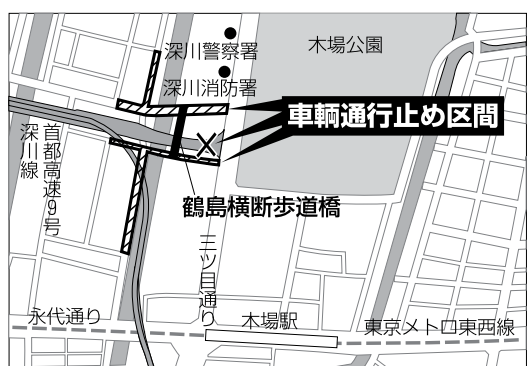 深川警察署
木場公園
深川消防署
車輌通行止め区間
首都高速9号
深川線
鶴島横断歩道橋
三ツ目通り
永代通り
木場駅
東京メトロ東西線